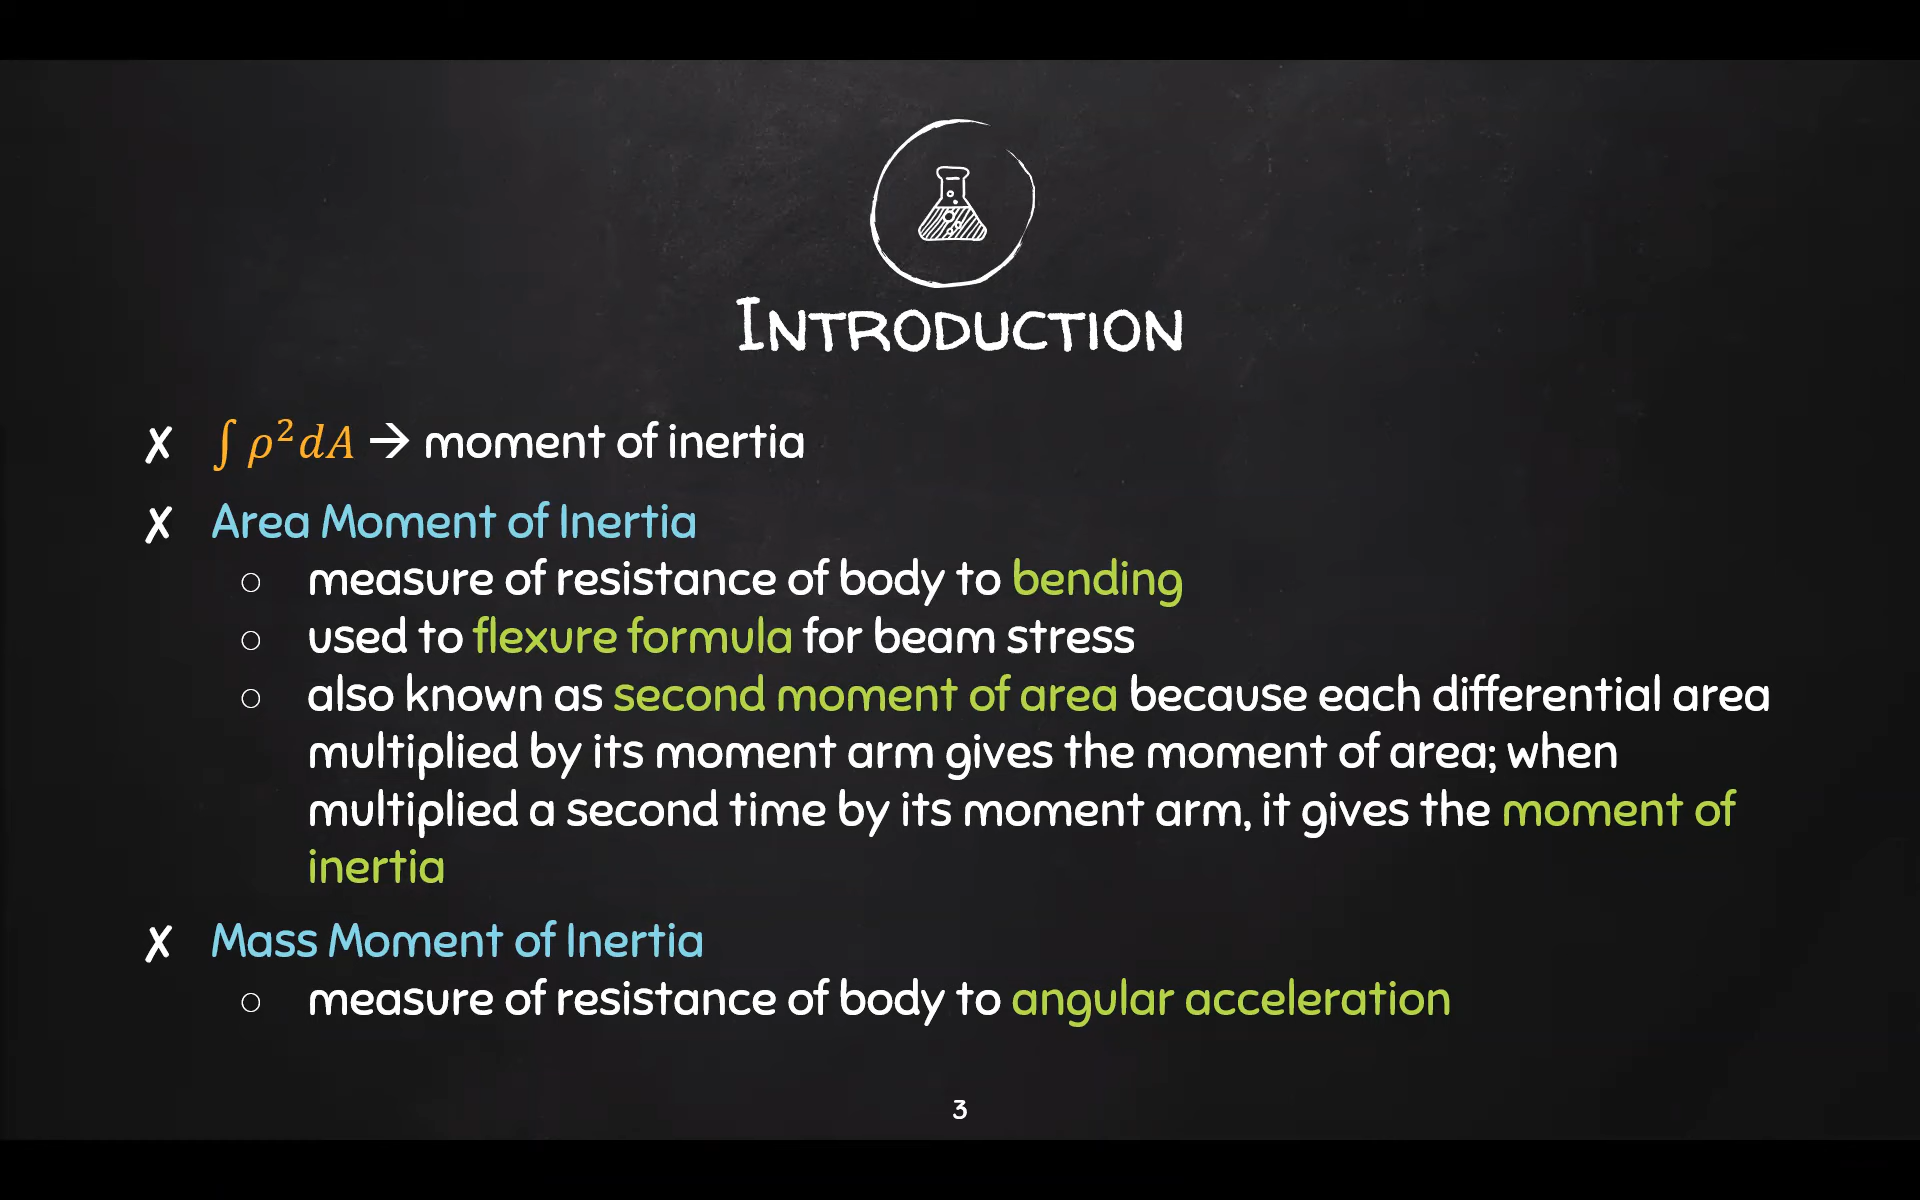 Introduction
✗ ∫ ρ²dA → moment of inertia
✗ Area Moment of Inertia
○ measure of resistance of body to bending
○ used to flexure formula for beam stress
○ also known as second moment of area because each differential area
multiplied by its moment arm gives the moment of area; when
multiplied a second time by its moment arm, it gives the moment of
inertia
✗ Mass Moment of Inertia
○ measure of resistance of body to angular acceleration
3